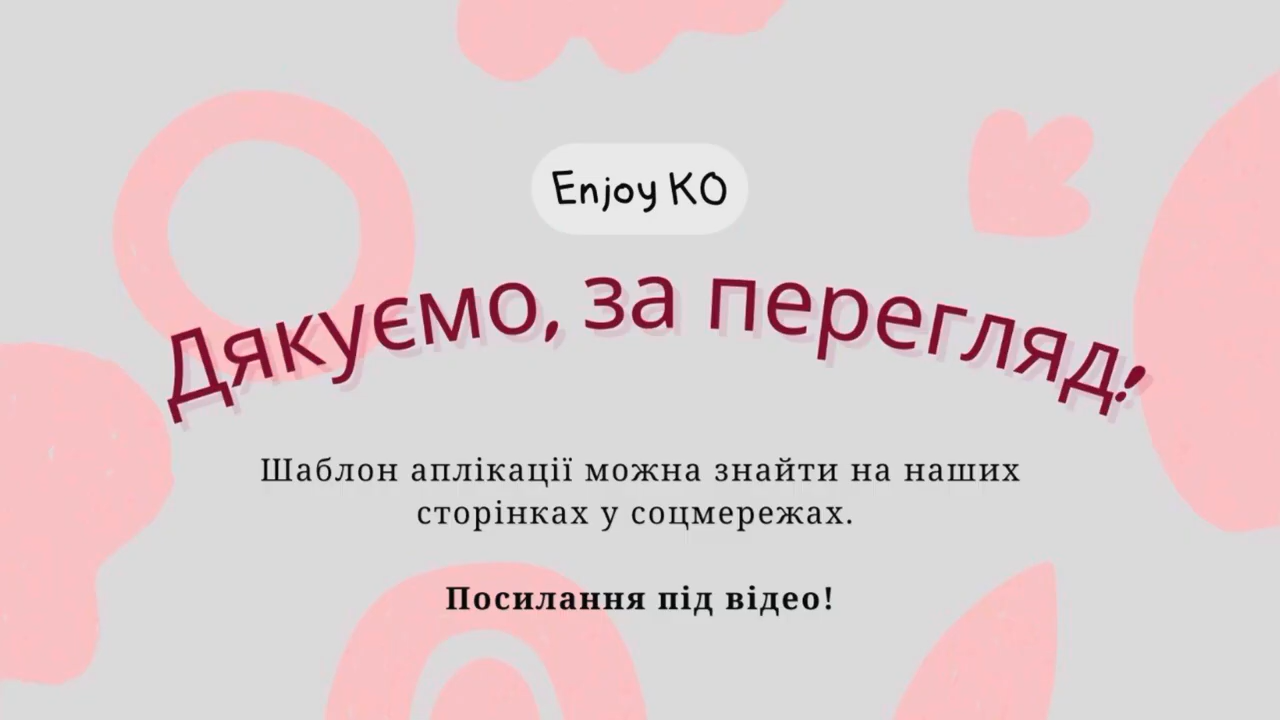 Enjoy KO
Дякуємо, за перегляд!
Шаблон аплікації можна знайти на наших
сторінках у соцмережах.
Посилання під відео!